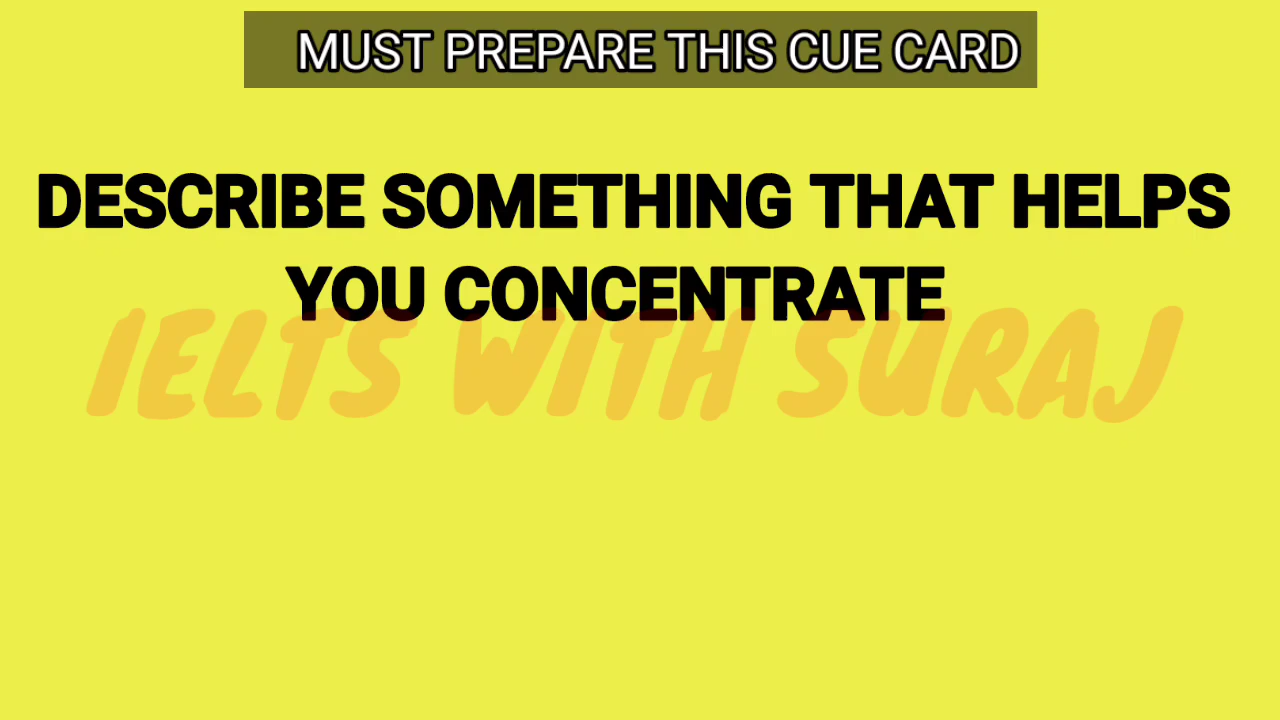 MUST PREPARE THIS CUE CARD
DESCRIBE SOMETHING THAT HELPS
YOU CONCENTRATE
IELTS WITH SURAJ